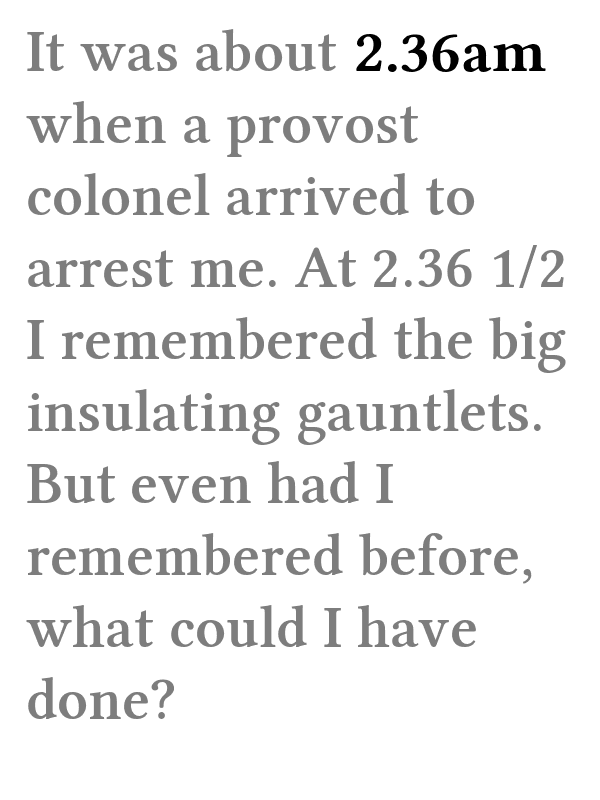 It was about 2.36am
when a provost
colonel arrived to
arrest me. At 2.36 1/2
I remembered the big
insulating gauntlets.
But even had I
remembered before,
what could I have
done?